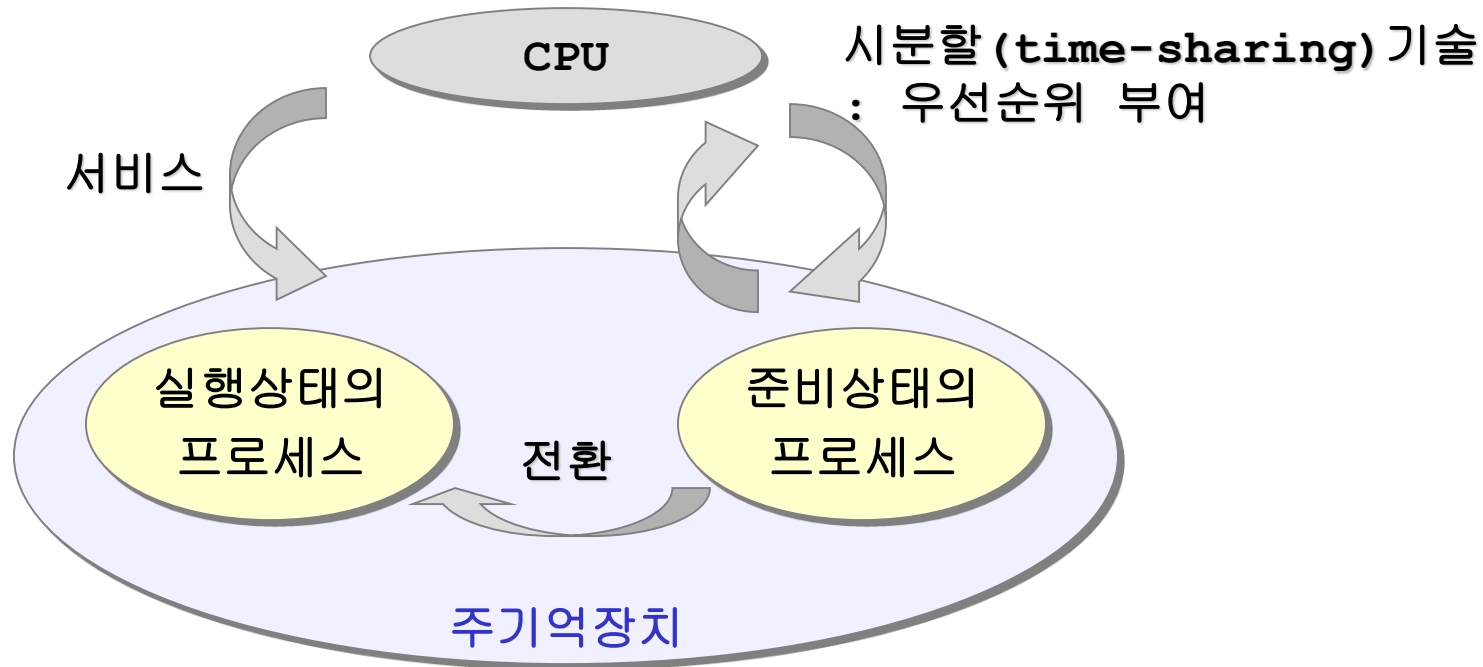 CPU
시분할(time-sharing)기술
: 우선순위 부여
서비스
실행상태의
프로세스
준비상태의
프로세스
전환
주기억장치